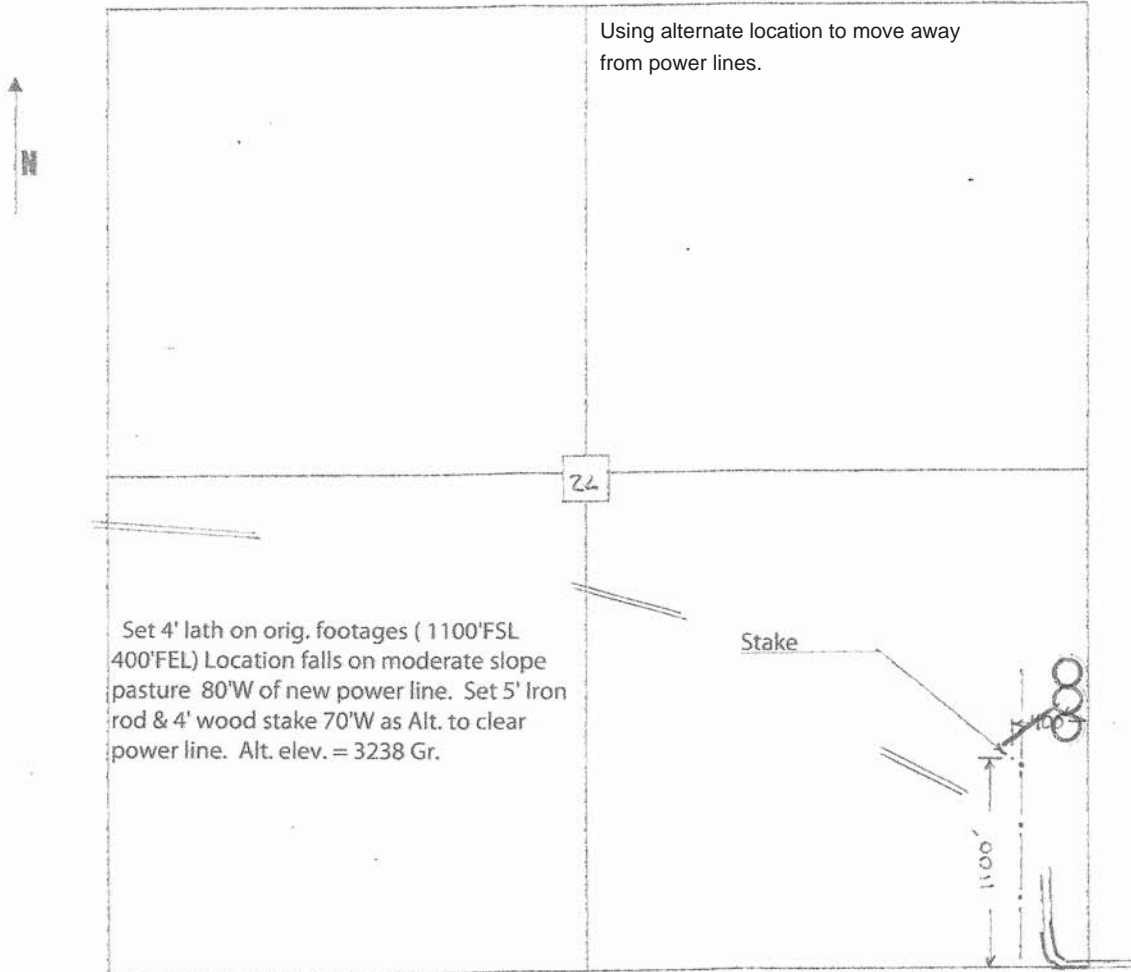 Using alternate location to move away
from power lines.
N
22
Set 4' lath on orig. footages ( 1100'FSL
400'FEL) Location falls on moderate slope
pasture 80'W of new power line. Set 5' Iron
rod & 4' wood stake 70'W as Alt. to clear
power line. Alt. elev. = 3238 Gr.
Stake
400'
1100'